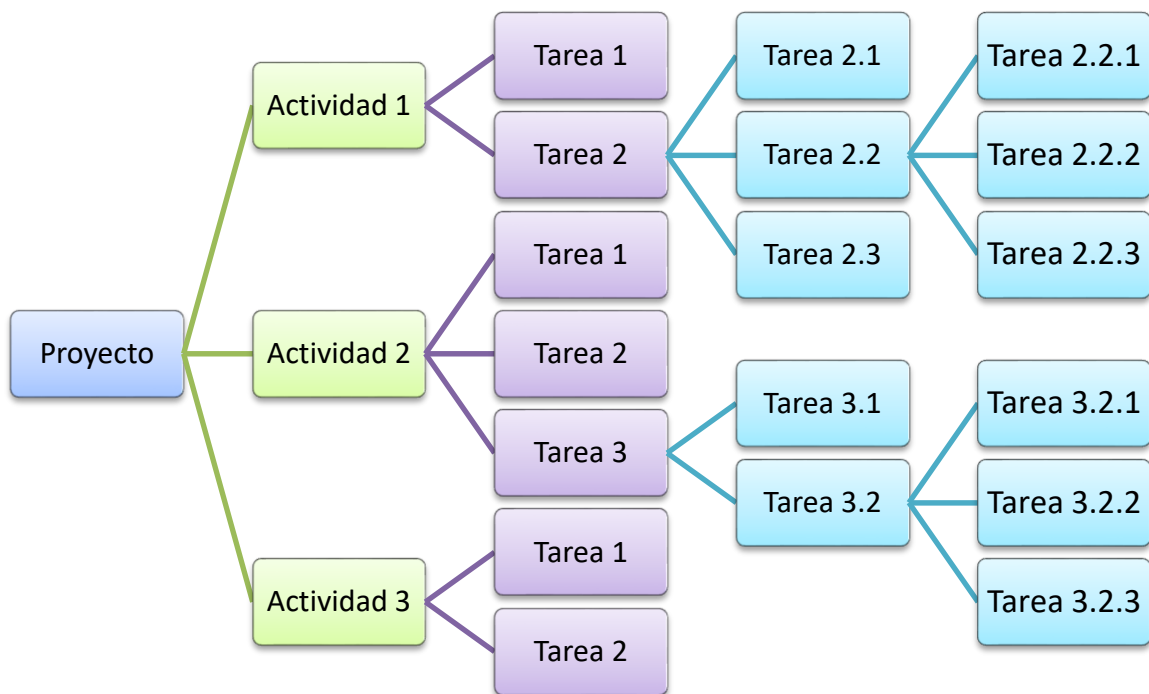 Proyecto
Actividad 1
Tarea 1
Tarea 2
Tarea 2.1
Tarea 2.2
Tarea 2.2.1
Tarea 2.2.2
Tarea 2.2.3
Tarea 2.3
Actividad 2
Tarea 1
Tarea 2
Tarea 3
Tarea 3.1
Tarea 3.2
Tarea 3.2.1
Tarea 3.2.2
Tarea 3.2.3
Actividad 3
Tarea 1
Tarea 2